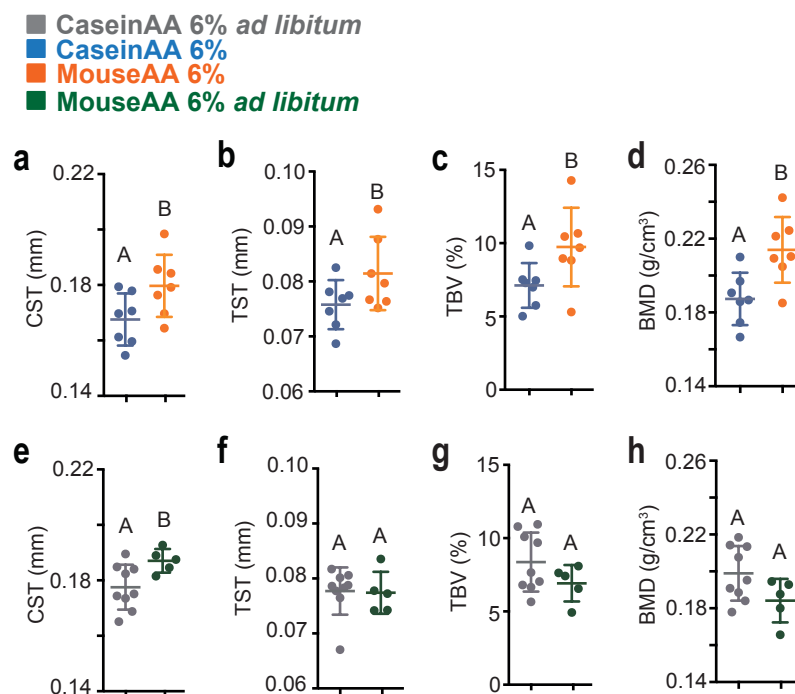 CaseinAA 6% ad libitum
CaseinAA 6%
MouseAA 6%
MouseAA 6% ad libitum
a
0.22
0.18
0.14
CST (mm)
A
B
b
0.10
0.09
0.08
0.07
0.06
TST (mm)
A
B
c
15
10
5
0
TBV (%)
A
B
d
0.26
0.22
0.18
0.14
BMD (g/cm³)
A
B
e
0.22
0.18
0.14
CST (mm)
A
B
f
0.10
0.09
0.08
0.07
0.06
TST (mm)
A
A
g
15
10
5
0
TBV (%)
A
A
h
0.26
0.22
0.18
0.14
BMD (g/cm³)
A
A